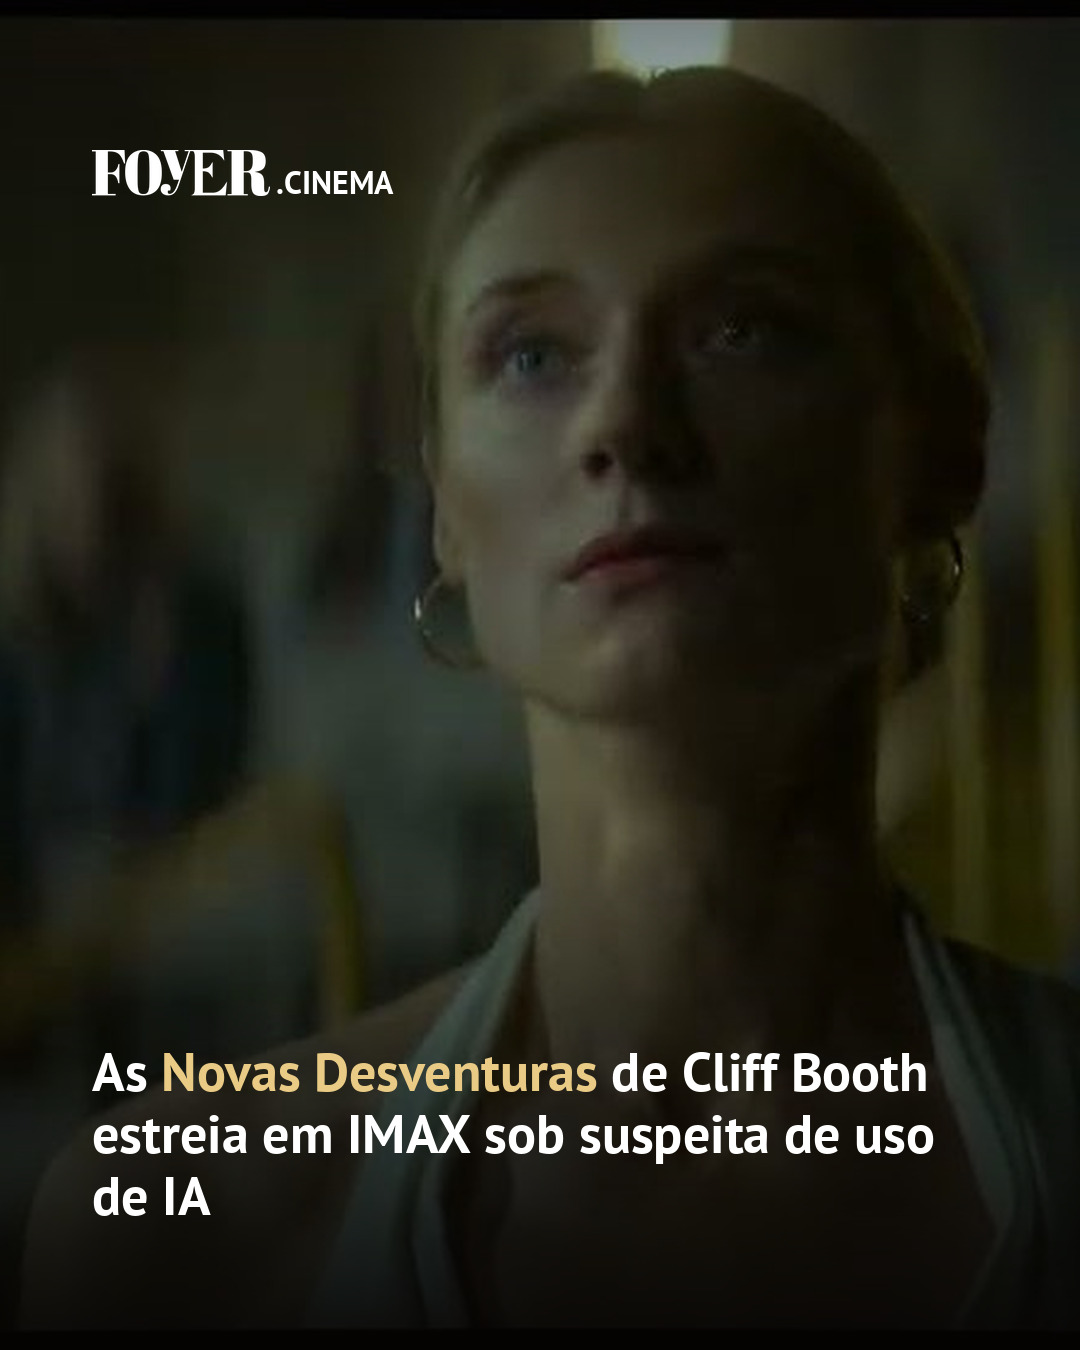 FOYER.CINEMA
As Novas Desventuras de Cliff Booth
estreia em IMAX sob suspeita de uso
de IA